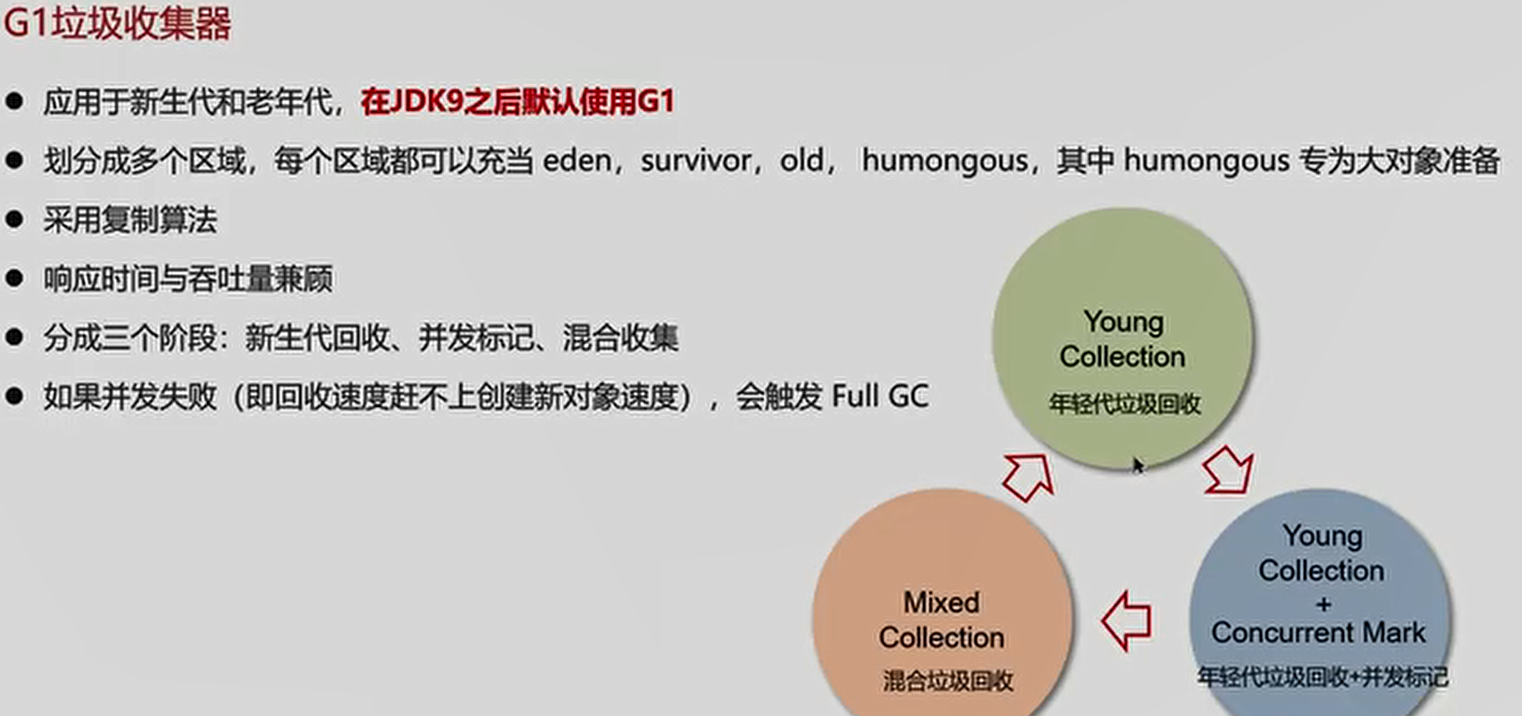 G1垃圾收集器
● 应用于新生代和老年代，在JDK9之后默认使用G1
● 划分成多个区域，每个区域都可以充当 eden，survivor，old， humongous，其中 humongous 专为大对象准备
● 采用复制算法
● 响应时间与吞吐量兼顾
● 分成三个阶段：新生代回收、并发标记、混合收集
● 如果并发失败（即回收速度赶不上创建新对象速度），会触发 Full GC
Young
Collection
年轻代垃圾回收
Young
Collection
+
Concurrent Mark
年轻代垃圾回收+并发标记
Mixed
Collection
混合垃圾回收